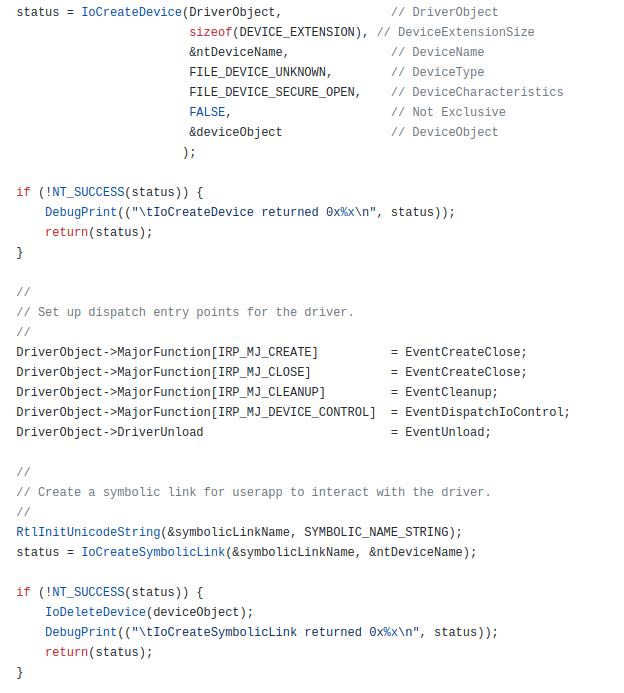 status = IoCreateDevice(DriverObject,               // DriverObject
                        sizeof(DEVICE_EXTENSION), // DeviceExtensionSize
                        &ntDeviceName,              // DeviceName
                        FILE_DEVICE_UNKNOWN,        // DeviceType
                        FILE_DEVICE_SECURE_OPEN,    // DeviceCharacteristics
                        FALSE,                      // Not Exclusive
                        &deviceObject               // DeviceObject
                       );

if (!NT_SUCCESS(status)) {
    DebugPrint(("\tIoCreateDevice returned 0x%x\n", status));
    return(status);
}

//
// Set up dispatch entry points for the driver.
//
DriverObject->MajorFunction[IRP_MJ_CREATE]          = EventCreateClose;
DriverObject->MajorFunction[IRP_MJ_CLOSE]           = EventCreateClose;
DriverObject->MajorFunction[IRP_MJ_CLEANUP]         = EventCleanup;
DriverObject->MajorFunction[IRP_MJ_DEVICE_CONTROL]  = EventDispatchIoControl;
DriverObject->DriverUnload                          = EventUnload;

//
// Create a symbolic link for userapp to interact with the driver.
//
RtlInitUnicodeString(&symbolicLinkName, SYMBOLIC_NAME_STRING);
status = IoCreateSymbolicLink(&symbolicLinkName, &ntDeviceName);

if (!NT_SUCCESS(status)) {
    IoDeleteDevice(deviceObject);
    DebugPrint(("\tIoCreateSymbolicLink returned 0x%x\n", status));
    return(status);
}